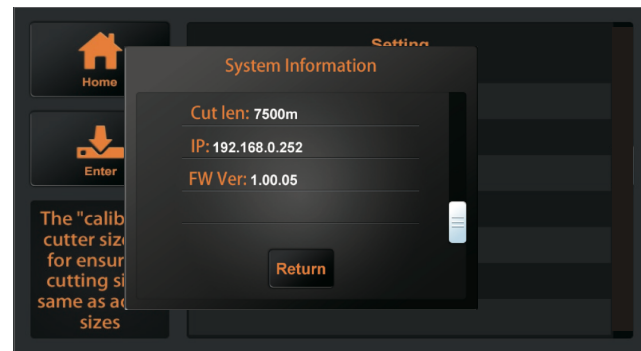 Setting
Home
System Information
Cut len: 7500m
IP: 192.168.0.252
FW Ver: 1.00.05
Enter
Return
The "calib
cutter siz
for ensur
cutting si
same as a
sizes